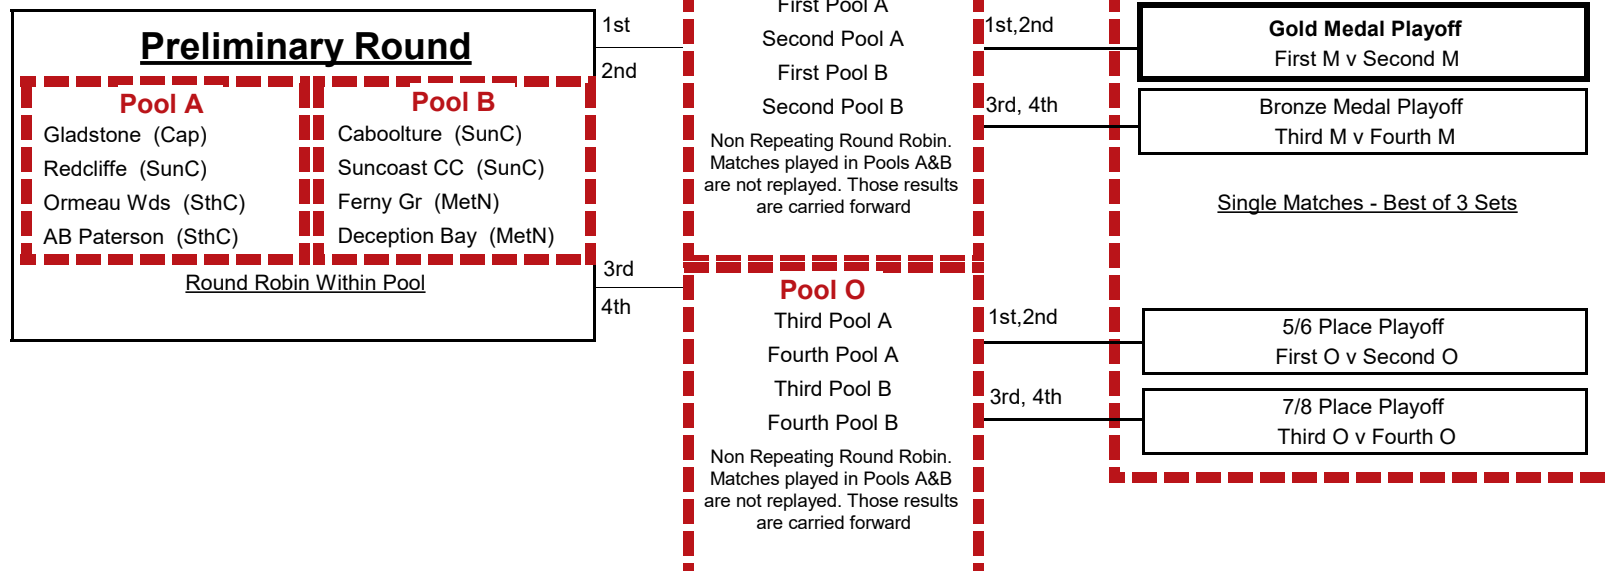 Preliminary Round
Pool A
Gladstone (Cap)
Redcliffe (SunC)
Ormeau Wds (SthC)
AB Paterson (SthC)
Pool B
Caboolture (SunC)
Suncoast CC (SunC)
Ferny Gr (MetN)
Deception Bay (MetN)
Round Robin Within Pool
1st
2nd
3rd
4th
First Pool A
Second Pool A
First Pool B
Second Pool B
Non Repeating Round Robin.
Matches played in Pools A&B
are not replayed. Those results
are carried forward
Pool O
Third Pool A
Fourth Pool A
Third Pool B
Fourth Pool B
Non Repeating Round Robin.
Matches played in Pools A&B
are not replayed. Those results
are carried forward
1st,2nd
3rd, 4th
1st,2nd
3rd, 4th
Gold Medal Playoff
First M v Second M
Bronze Medal Playoff
Third M v Fourth M
Single Matches - Best of 3 Sets
5/6 Place Playoff
First O v Second O
7/8 Place Playoff
Third O v Fourth O